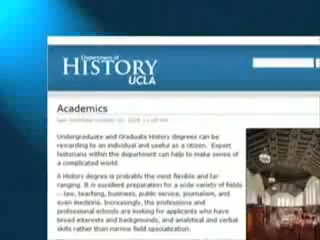 Department of
HISTORY
UCLA
Academics
Undergraduate and Graduate History degrees can be
rewarding to an individual and useful as a citizen. Expert
historians within the department can help to make sense of
a complicated world.
A History degree is probably the most flexible and far-
ranging. It is excellent preparation for a wide variety of fields
-- law, teaching, business, public service, journalism, and
even medicine. Increasingly, the professions and
professional schools are looking for applicants who have
broad interests and backgrounds, and analytical and verbal
skills rather than narrow field specialization.